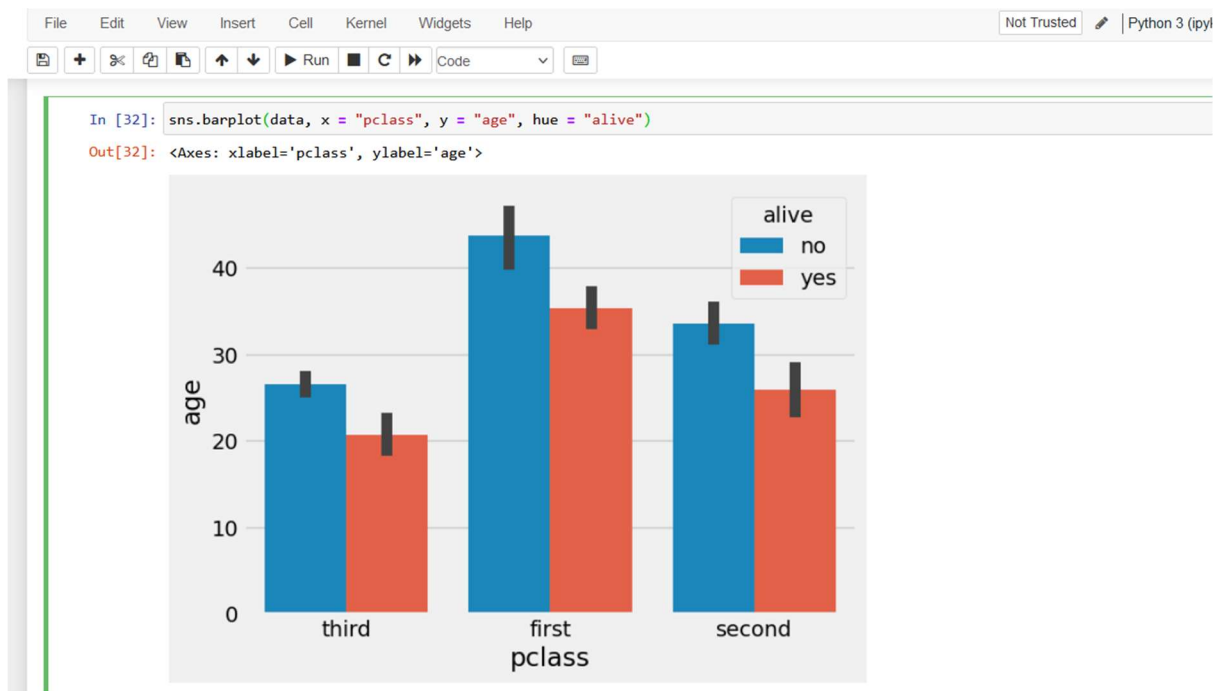 File Edit View Insert Cell Kernel Widgets Help Not Trusted Python 3 (ipyk
Run Code
In [32]: sns.barplot(data, x = "pclass", y = "age", hue = "alive")
Out[32]: <Axes: xlabel='pclass', ylabel='age'>
alive
no
yes
40
30
20
10
0
age
third first second
pclass